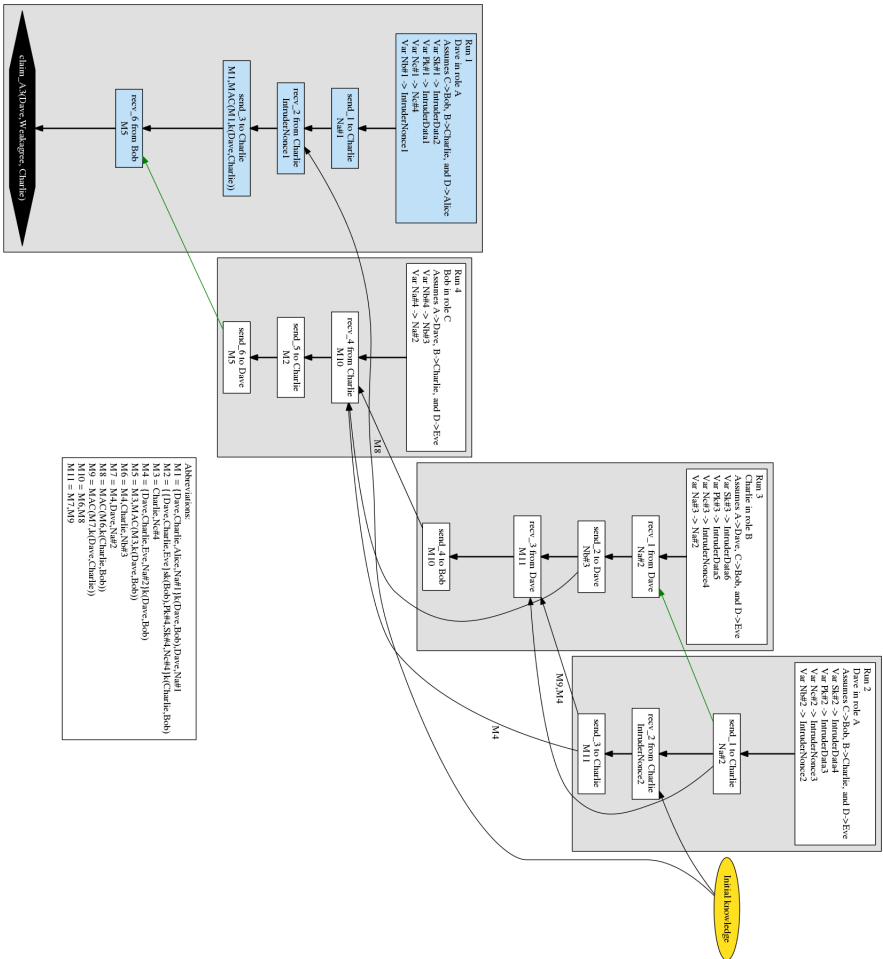 Run 1
Dave in role A
Assumes C->Bob, B->Charlie, and D->Alice
Var Sk#1 -> IntruderData2
Var Pk#1 -> IntruderData1
Var Nc#1 -> Nc#4
Var Nb#1 -> IntruderNonce1
send_1 to Charlie
Na#1
recv_2 from Charlie
IntruderNonce1
send_3 to Charlie
M1,MAC(M1,k(Dave,Charlie))
recv_6 from Bob
M5
claim_A3(Dave,Weakagree, Charlie)
Run 4
Bob in role C
Assumes A->Dave, B->Charlie, and D->Eve
Var Nb#4 -> Nb#3
Var Na#4 -> Na#2
recv_4 from Charlie
M10
send_5 to Charlie
M2
send_6 to Dave
M5
M8
Run 3
Charlie in role B
Assumes A->Dave, C->Bob, and D->Eve
Var Sk#3 -> IntruderData6
Var Pk#3 -> IntruderData5
Var Nc#3 -> IntruderNonce4
Var Na#3 -> Na#2
recv_1 from Dave
Na#2
send_2 to Dave
Nb#3
recv_3 from Dave
M11
send_4 to Bob
M10
M9,M4
M4
Run 2
Dave in role A
Assumes C->Bob, B->Charlie, and D->Eve
Var Sk#2 -> IntruderData4
Var Pk#2 -> IntruderData3
Var Nc#2 -> IntruderNonce3
Var Nb#2 -> IntruderNonce2
send_1 to Charlie
Na#2
recv_2 from Charlie
IntruderNonce2
send_3 to Charlie
M11
Initial knowledge
Abbreviations:
M1 = {Dave,Charlie,Alice,Na#1}k(Dave,Bob),Dave,Na#1
M2 = {{Dave,Charlie,Eve}sk(Bob),Pk#4,Sk#4,Nc#4}k(Charlie,Bob)
M3 = Charlie,Nc#4
M4 = {Dave,Charlie,Eve,Na#2}k(Dave,Bob)
M5 = M3,MAC(M3,k(Dave,Bob))
M6 = M4,Charlie,Nb#3
M7 = M4,Dave,Na#2
M8 = MAC(M6,k(Charlie,Bob))
M9 = MAC(M7,k(Dave,Charlie))
M10 = M6,M8
M11 = M7,M9